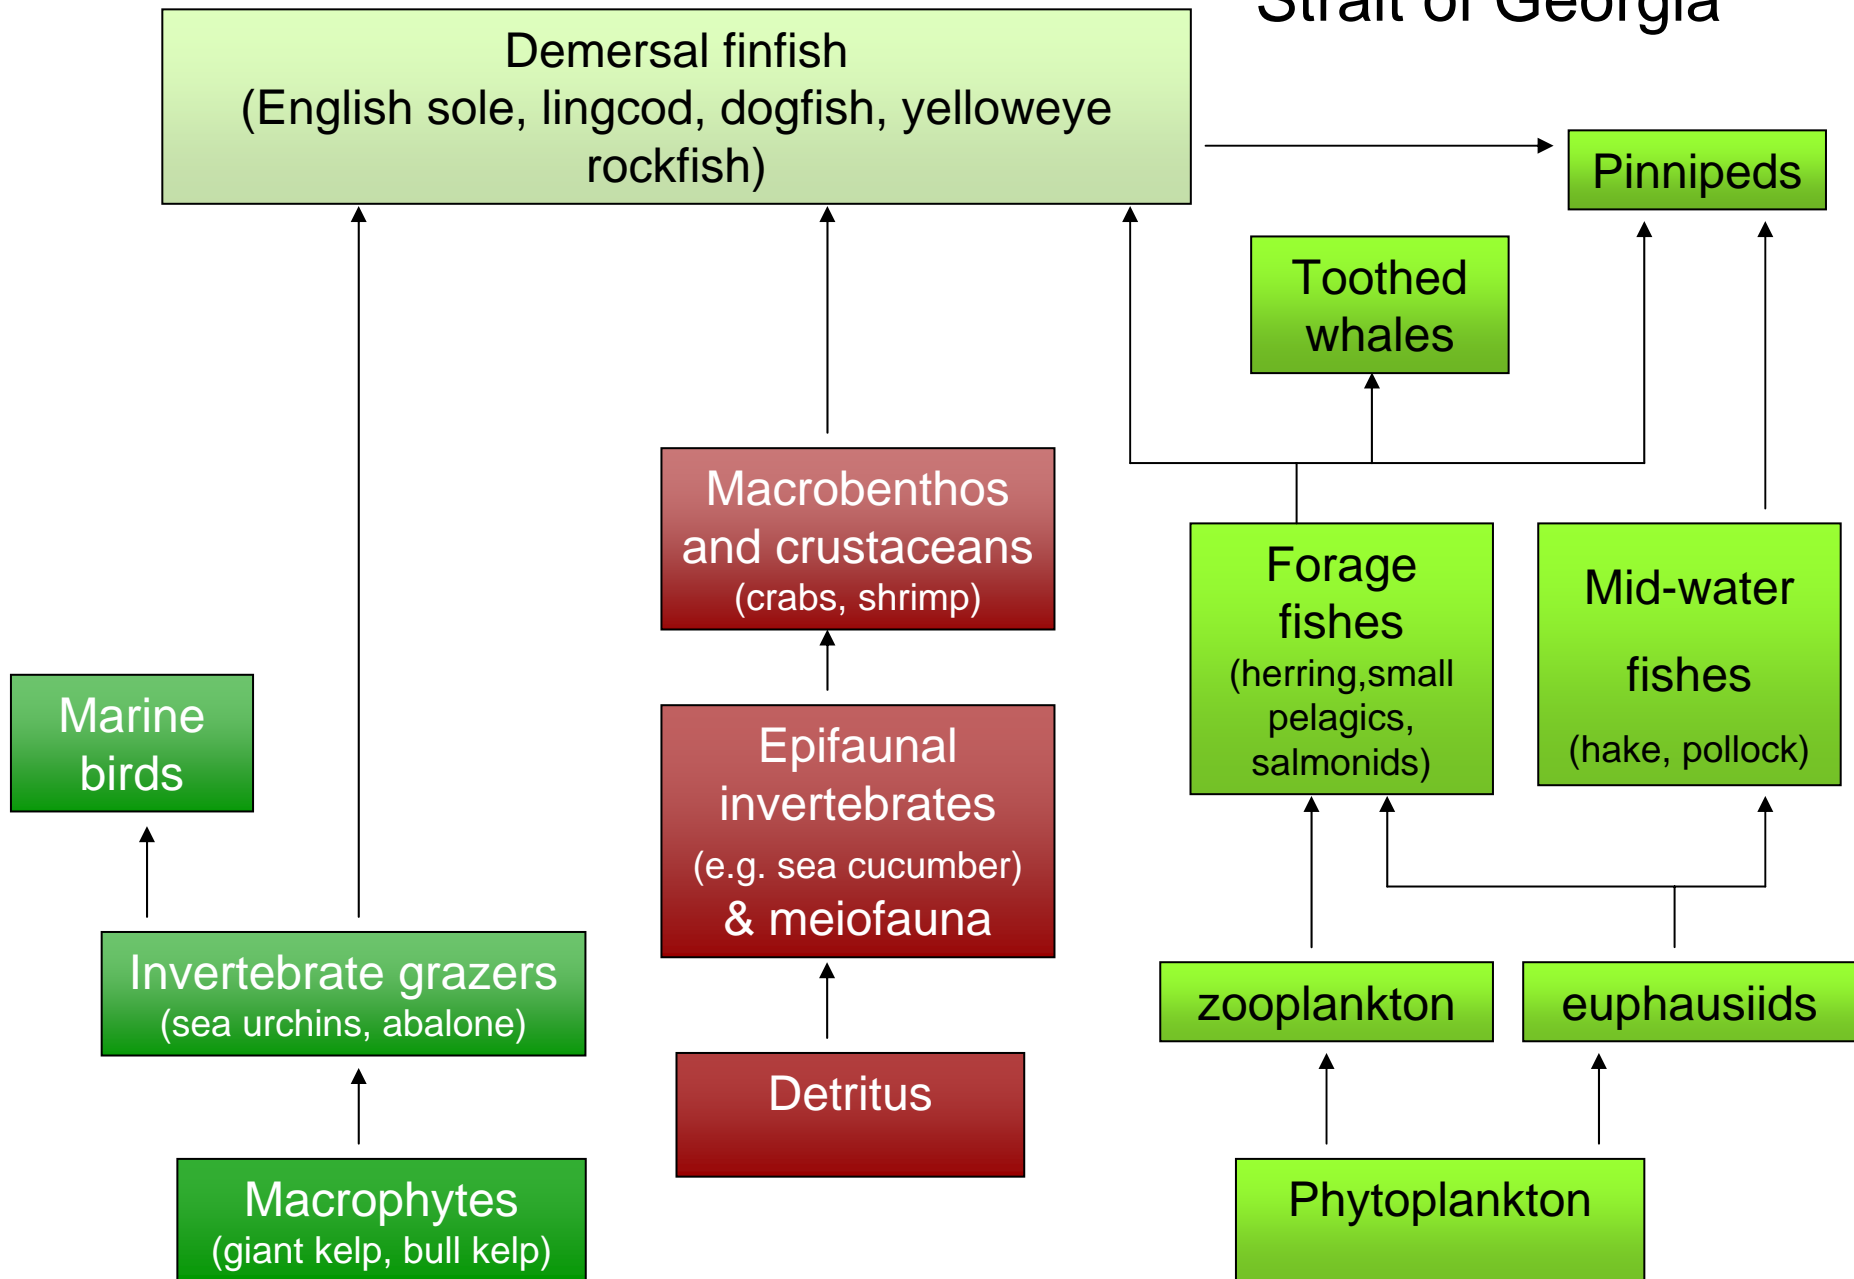 Strait of Georgia
Demersal finfish
(English sole, lingcod, dogfish, yelloweye
rockfish)
Pinnipeds
Toothed
whales
Macrobenthos
and crustaceans
(crabs, shrimp)
Forage
fishes
(herring,small
pelagics,
salmonids)
Mid-water
fishes
(hake, pollock)
Marine
birds
Epifaunal
invertebrates
(e.g. sea cucumber)
& meiofauna
Invertebrate grazers
(sea urchins, abalone)
zooplankton
euphausiids
Detritus
Macrophytes
(giant kelp, bull kelp)
Phytoplankton